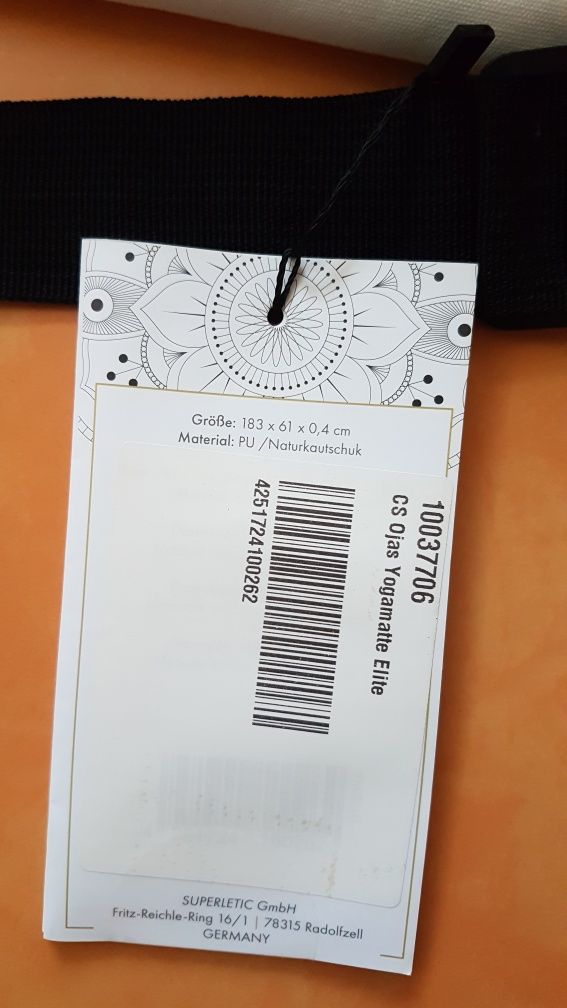 Größe: 183 x 61 x 0,4 cm
Material: PU /Naturkautschuk
10037706
CS Ojas Yogamatte Elite
4251724100262
SUPERLETIC GmbH
Fritz-Reichle-Ring 16/1 | 78315 Radolfzell
GERMANY